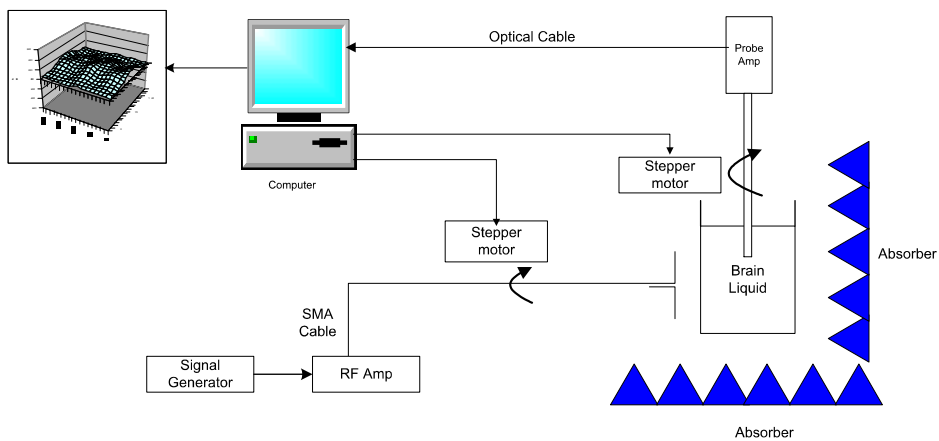 Optical Cable
Probe
Amp
Computer
Stepper
motor
Stepper
motor
Absorber
Brain
Liquid
SMA
Cable
Signal
Generator
RF Amp
Absorber